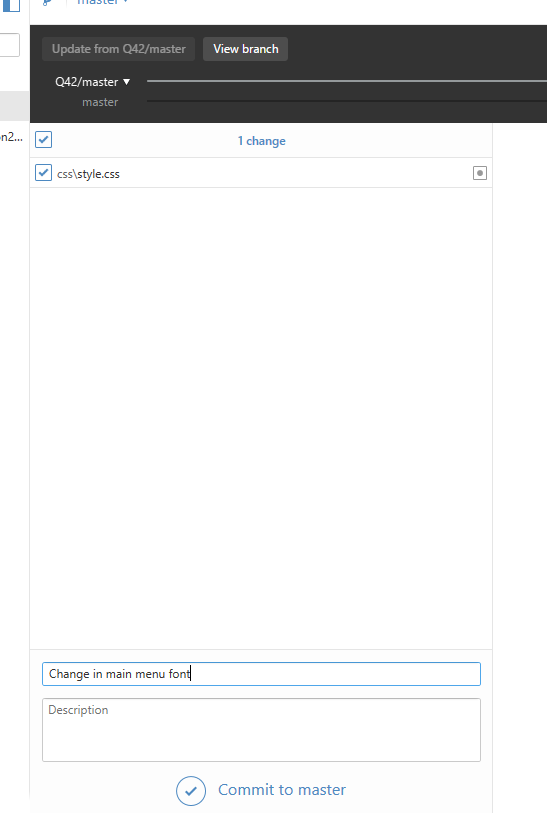 master
Update from Q42/master View branch
Q42/master
master
on2...
1 change
css\style.css
Change in main menu font
Description
Commit to master